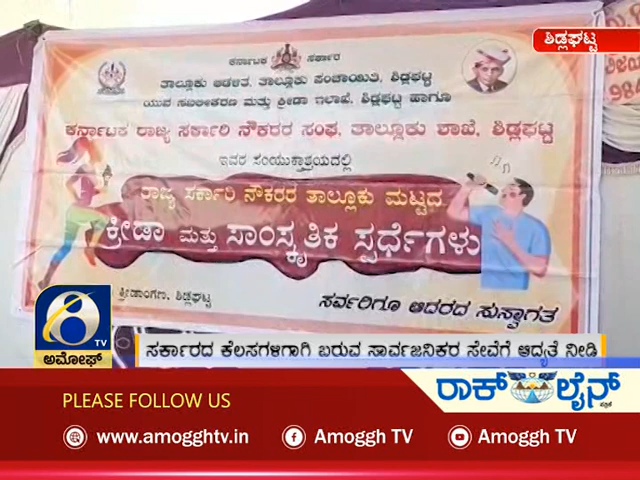 ಶಿಡ್ಲಘಟ್ಟ
ಕರ್ನಾಟಕ ಸರ್ಕಾರ
ತಾಲ್ಲೂಕು ಆಡಳಿತ, ತಾಲ್ಲೂಕು ಪಂಚಾಯಿತಿ, ಶಿಡ್ಲಘಟ್ಟ
ಯುವ ಸಬಲೀಕರಣ ಮತ್ತು ಕ್ರೀಡಾ ಇಲಾಖೆ, ಶಿಡ್ಲಘಟ್ಟ ಹಾಗೂ
ಕರ್ನಾಟಕ ರಾಜ್ಯ ಸರ್ಕಾರಿ ನೌಕರರ ಸಂಘ, ತಾಲ್ಲೂಕು ಶಾಖೆ, ಶಿಡ್ಲಘಟ್ಟ
ಇವರ ಸಂಯುಕ್ತಾಶ್ರಯದಲ್ಲಿ
ರಾಜ್ಯ ಸರ್ಕಾರಿ ನೌಕರರ ತಾಲ್ಲೂಕು ಮಟ್ಟದ
ಕ್ರೀಡಾ ಮತ್ತು ಸಾಂಸ್ಕೃತಿಕ ಸ್ಪರ್ಧೆಗಳು
ಕ್ರೀಡಾಂಗಣ, ಶಿಡ್ಲಘಟ್ಟ
ಸರ್ವರಿಗೂ ಆದರದ ಸುಸ್ವಾಗತ
TV
ಅಮೋಘ್
ಸರ್ಕಾರದ ಕೆಲಸಗಳಿಗಾಗಿ ಬರುವ ಸಾರ್ವಜನಿಕರ ಸೇವೆಗೆ ಆದ್ಯತೆ ನೀಡಿ
PLEASE FOLLOW US
ರಾಕ್ ಲೈನ್ಸ್
www.amogghtv.in
Amoggh TV
Amoggh TV